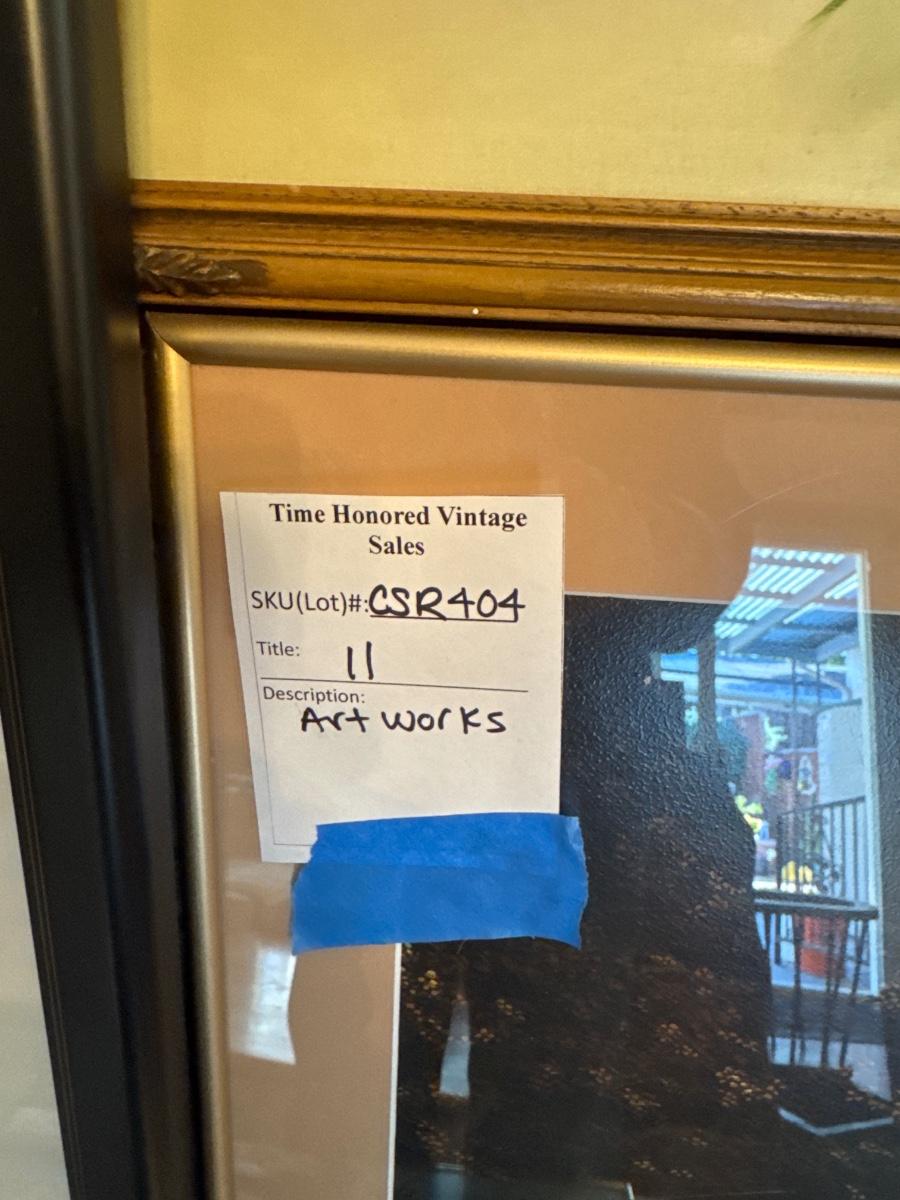 Time Honored Vintage
Sales
SKU(Lot)#:CSR404
Title: 11
Description:
Art works